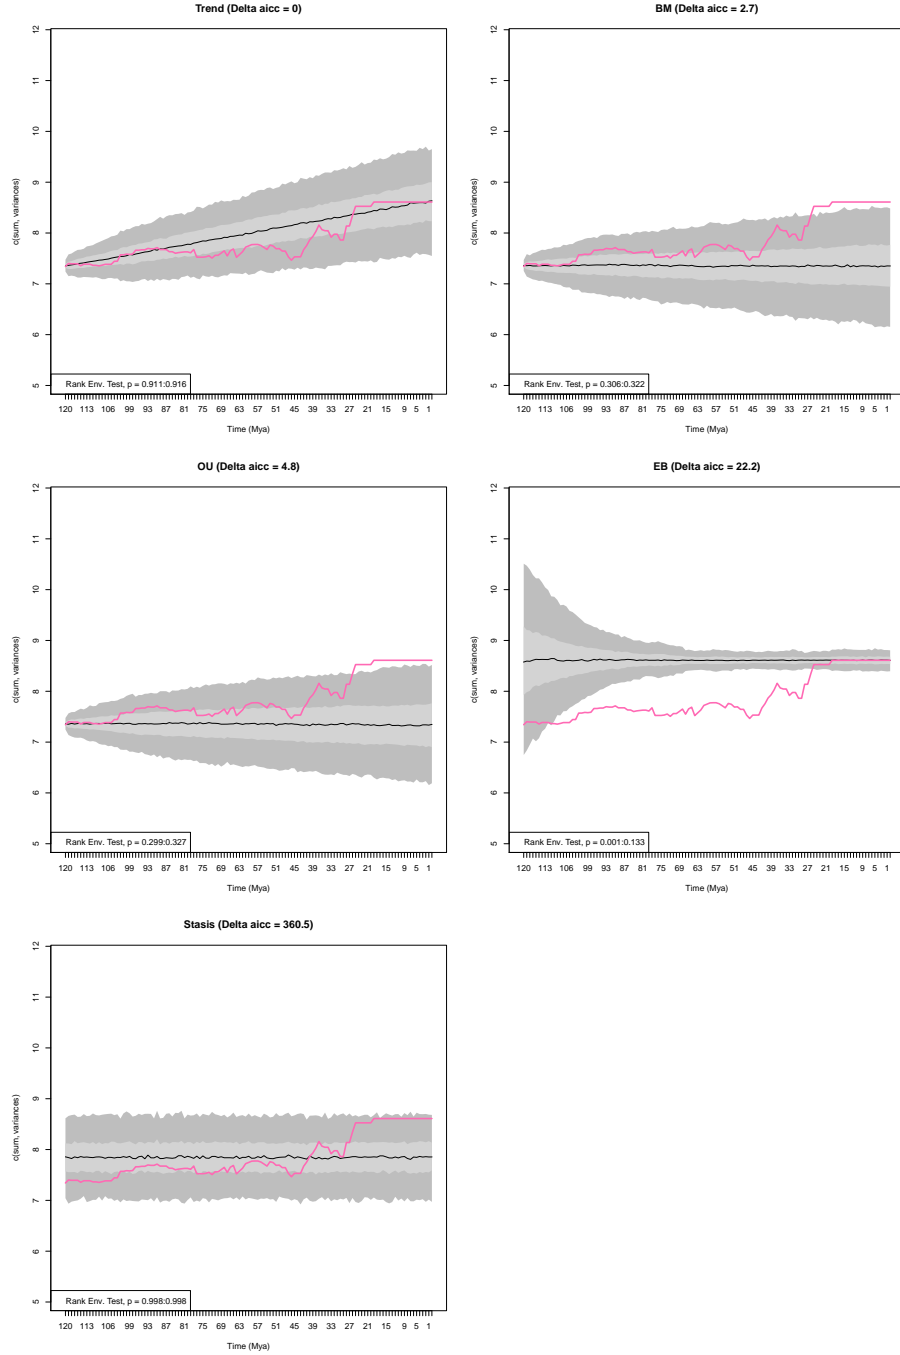 Trend (Delta aicc = 0)
c(sum, variances)
12
11
10
9
8
7
6
5
Rank Env. Test, p = 0.911:0.916
120 113 106 99 93 87 81 75 69 63 57 51 45 39 33 27 21 15 9 5 1
Time (Mya)
BM (Delta aicc = 2.7)
c(sum, variances)
12
11
10
9
8
7
6
5
Rank Env. Test, p = 0.306:0.322
120 113 106 99 93 87 81 75 69 63 57 51 45 39 33 27 21 15 9 5 1
Time (Mya)
OU (Delta aicc = 4.8)
c(sum, variances)
12
11
10
9
8
7
6
5
Rank Env. Test, p = 0.299:0.327
120 113 106 99 93 87 81 75 69 63 57 51 45 39 33 27 21 15 9 5 1
Time (Mya)
EB (Delta aicc = 22.2)
c(sum, variances)
12
11
10
9
8
7
6
5
Rank Env. Test, p = 0.001:0.133
120 113 106 99 93 87 81 75 69 63 57 51 45 39 33 27 21 15 9 5 1
Time (Mya)
Stasis (Delta aicc = 360.5)
c(sum, variances)
12
11
10
9
8
7
6
5
Rank Env. Test, p = 0.998:0.998
120 113 106 99 93 87 81 75 69 63 57 51 45 39 33 27 21 15 9 5 1
Time (Mya)